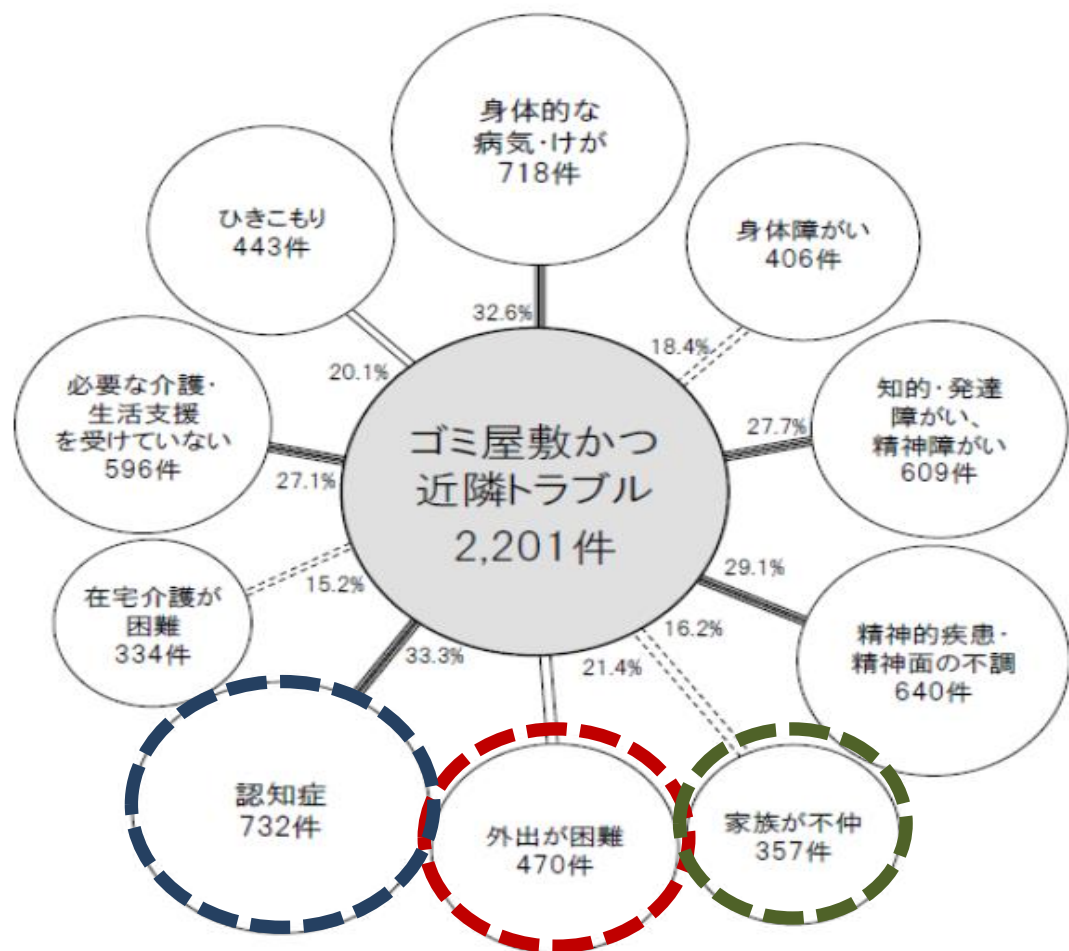 身体的な
病気・けが
718件
ひきこもり
443件
身体障がい
406件
32.6%
18.4%
20.1%
必要な介護・
生活支援
を受けていない
596件
知的・発達
障がい、
精神障がい
609件
27.7%
27.1%
ゴミ屋敷かつ
近隣トラブル
2,201件
29.1%
15.2%
在宅介護が
困難
334件
16.2%
33.3%
21.4%
精神的疾患・
精神面の不調
640件
認知症
732件
外出が困難
470件
家族が不仲
357件